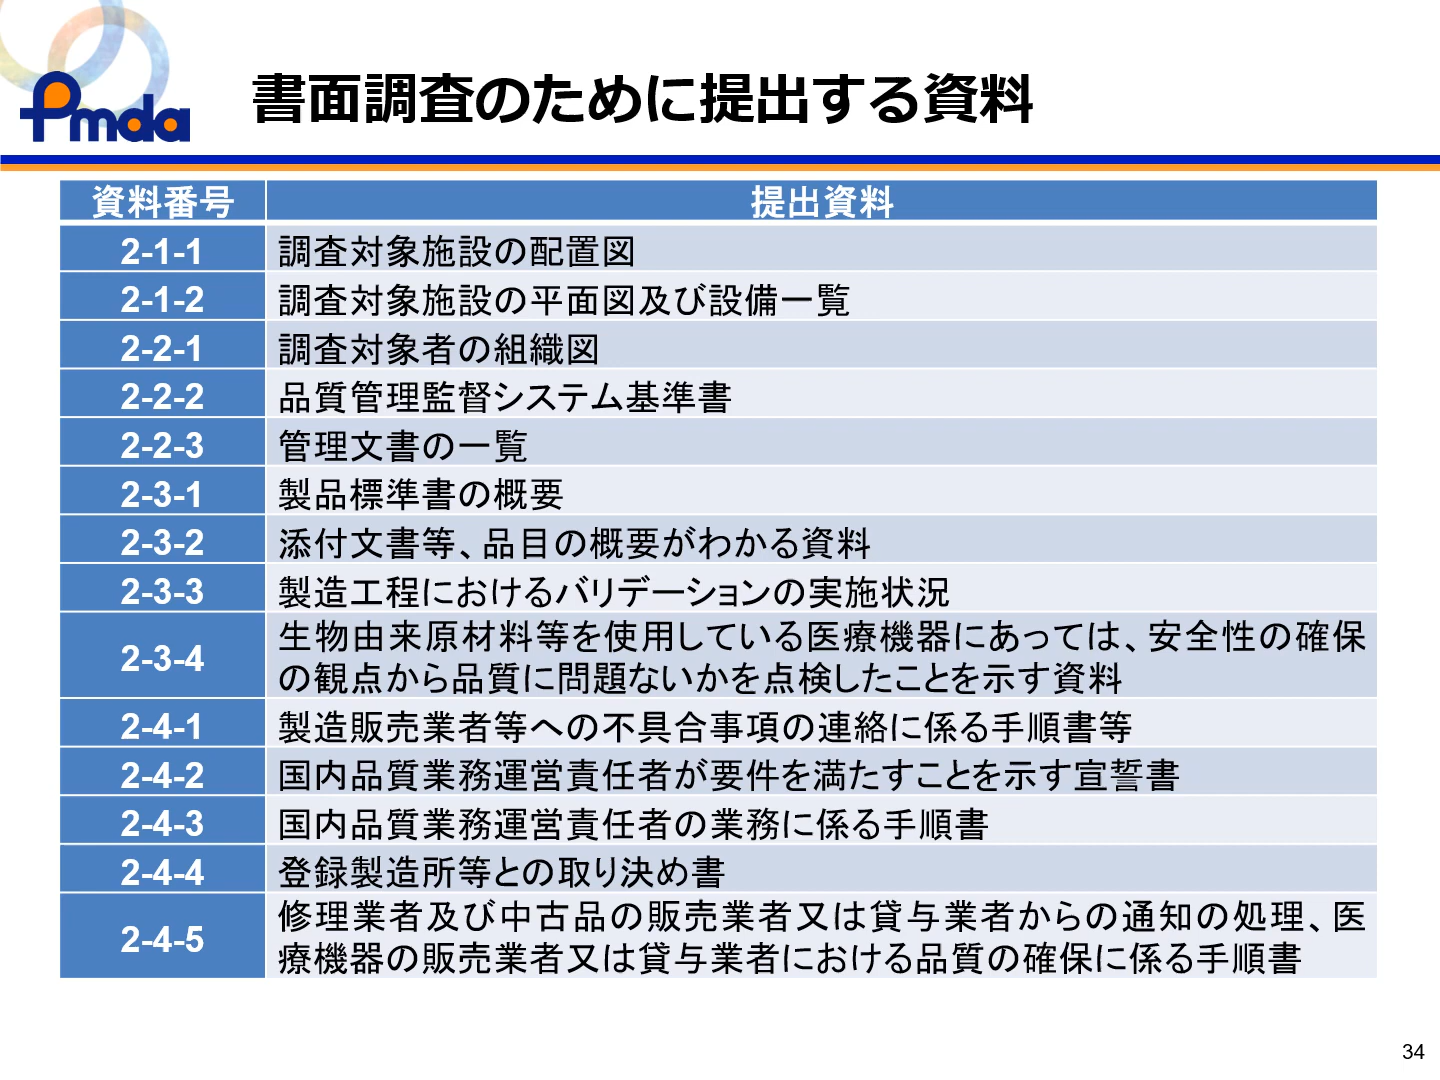 Pmda
書面調査のために提出する資料
資料番号 提出資料
2-1-1 調査対象施設の配置図
2-1-2 調査対象施設の平面図及び設備一覧
2-2-1 調査対象者の組織図
2-2-2 品質管理監督システム基準書
2-2-3 管理文書の一覧
2-3-1 製品標準書の概要
2-3-2 添付文書等、品目の概要がわかる資料
2-3-3 製造工程におけるバリデーションの実施状況
2-3-4 生物由来原材料等を使用している医療機器にあっては、安全性の確保
の観点から品質に問題ないかを点検したことを示す資料
2-4-1 製造販売業者等への不具合事項の連絡に係る手順書等
2-4-2 国内品質業務運営責任者が要件を満たすことを示す宣誓書
2-4-3 国内品質業務運営責任者の業務に係る手順書
2-4-4 登録製造所等との取り決め書
2-4-5 修理業者及び中古品の販売業者又は貸与業者からの通知の処理、医
療機器の販売業者又は貸与業者における品質の確保に係る手順書
34